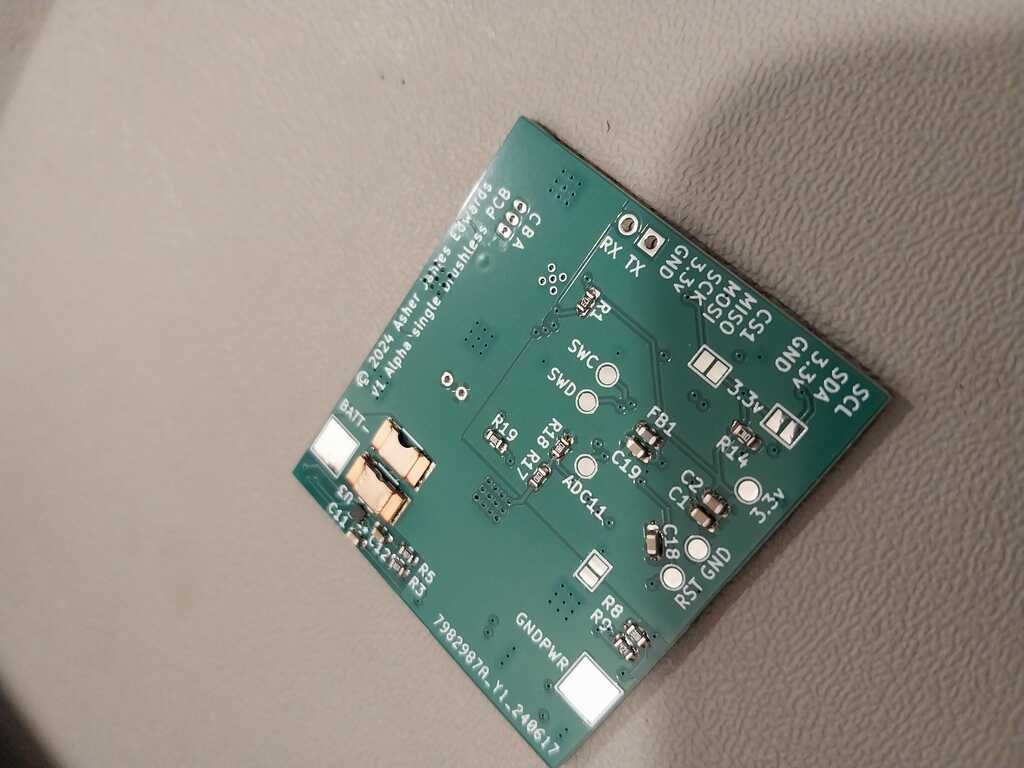 © 2024 Asher James Edwards
v1 Alpha single brushless PCB
BATT-
C11
U5
C12
R3
R5
7982987A_Y1_240617
GNDPWR
R9
R8
R19
R17
R18
ADC11
SWD
SWC
R1
C B A
RX
TX
C19
FB1
C18
RST
GND
C1
C2
3.3v
R14
3.3v
GND
3.3v
SCK
MOSI
MISO
CS1
GND
3.3v
SDA
SCL